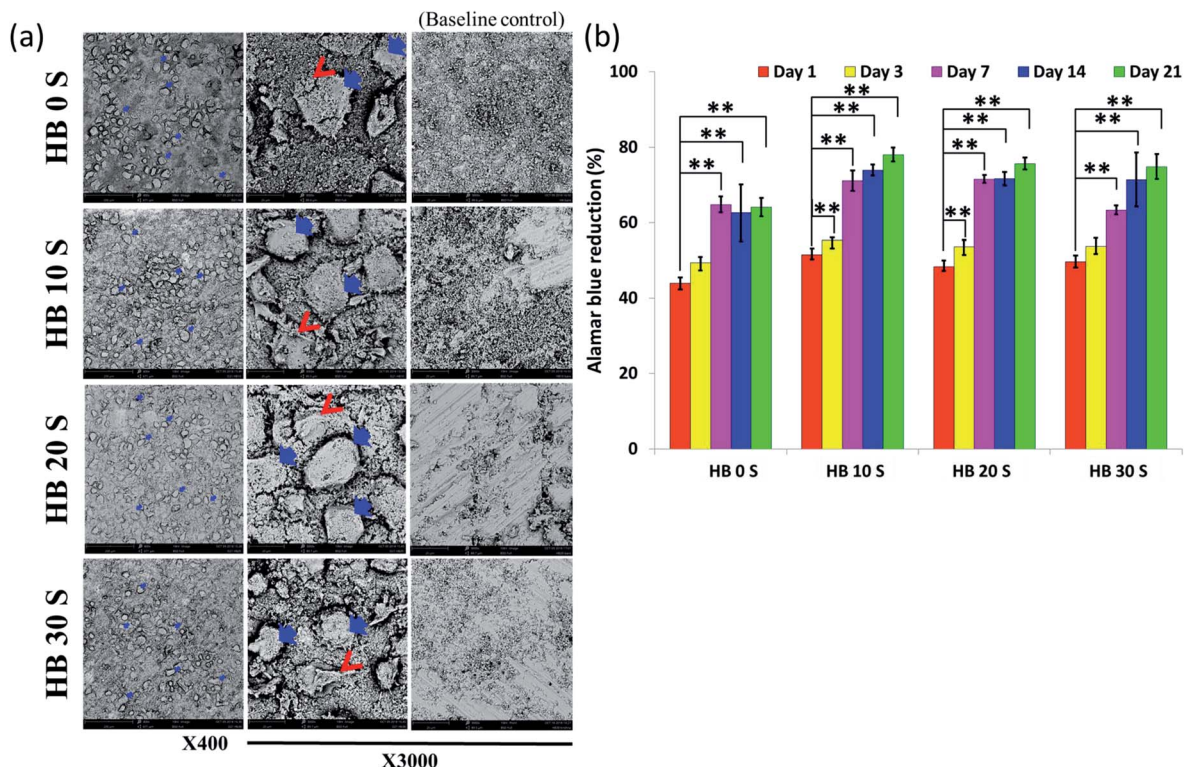 (a)
(Baseline control)
HB 0 S
HB 10 S
HB 20 S
HB 30 S
X400
X3000
(b)
Day 1 Day 3 Day 7 Day 14 Day 21
Alamar blue reduction (%)
100
80
60
40
20
0
** ** **
** ** ** **
** ** ** **
** ** **
HB 0 S HB 10 S HB 20 S HB 30 S